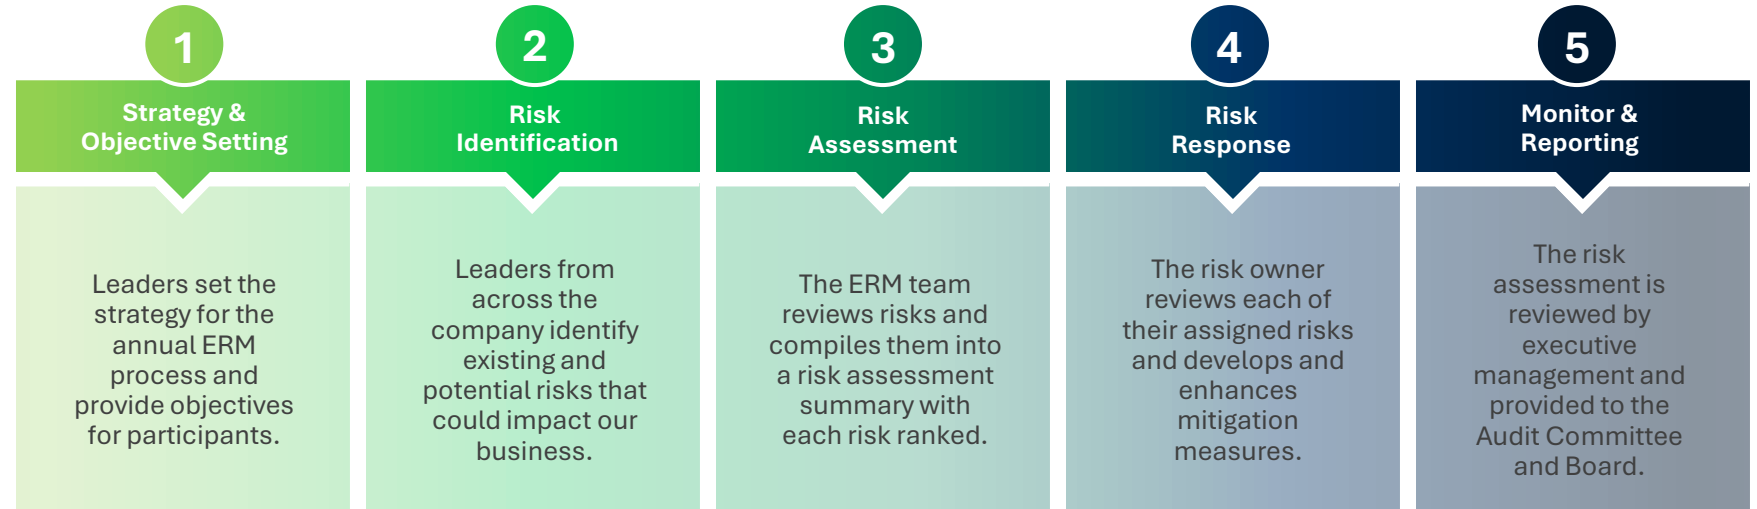 1
Strategy &
Objective Setting
Leaders set the
strategy for the
annual ERM
process and
provide objectives
for participants.
2
Risk
Identification
Leaders from
across the
company identify
existing and
potential risks that
could impact our
business.
3
Risk
Assessment
The ERM team
reviews risks and
compiles them into
a risk assessment
summary with
each risk ranked.
4
Risk
Response
The risk owner
reviews each of
their assigned risks
and develops and
enhances
mitigation
measures.
5
Monitor &
Reporting
The risk
assessment is
reviewed by
executive
management and
provided to the
Audit Committee
and Board.